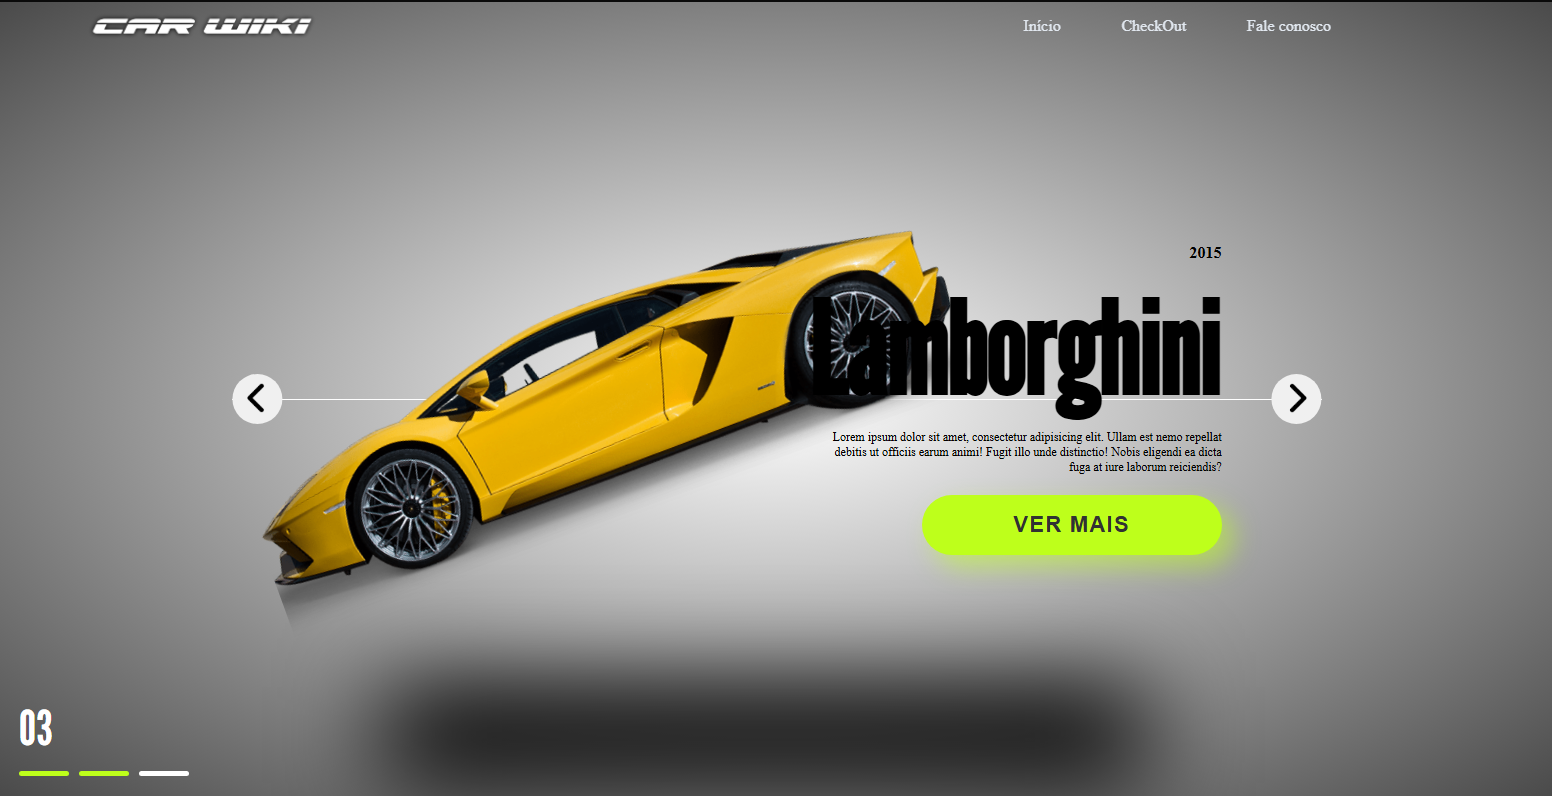 CAR WIKI
Início CheckOut Fale conosco
2015
Lamborghini
Lorem ipsum dolor sit amet, consectetur adipisicing elit. Ullam est nemo repellat
debitis ut officiis earum animi! Fugit illo unde distinctio! Nobis eligendi ea dicta
fuga at iure laborum reiciendis?
VER MAIS
03